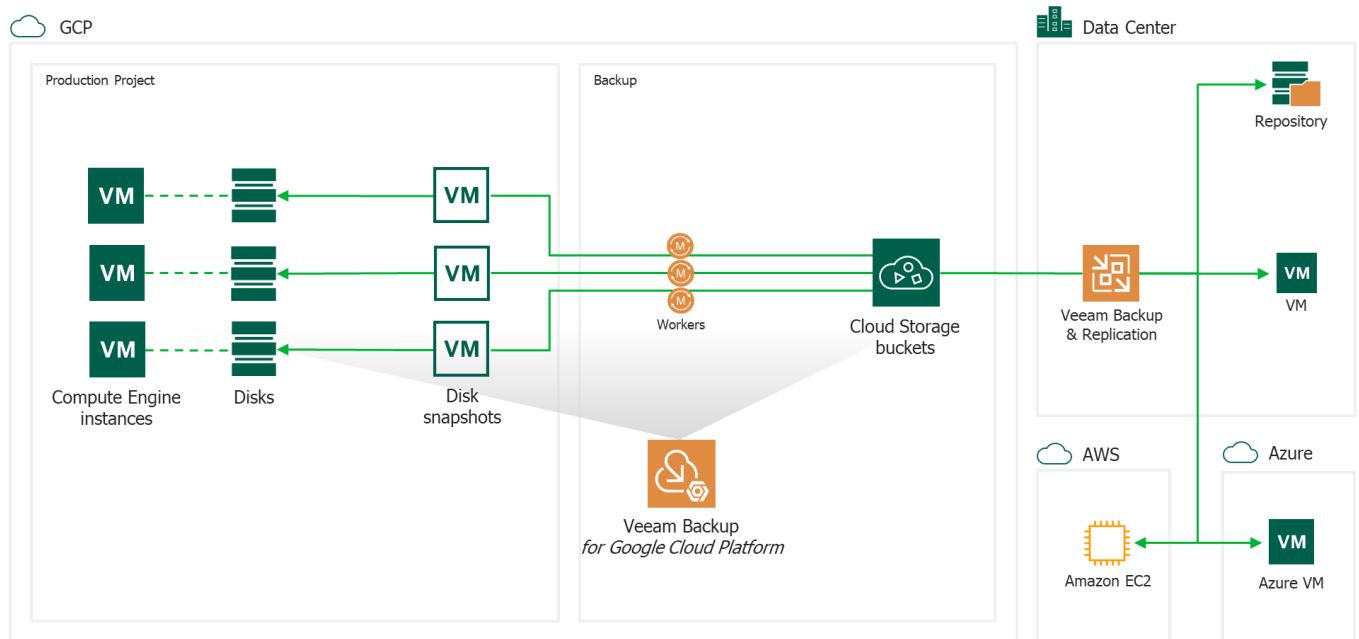 GCP
Data Center
Production Project
Backup
Repository
VM
VM
VM
VM
M
M
M
Workers
VM
VM
VM
Cloud Storage
buckets
Veeam Backup
& Replication
VM
VM
Compute Engine
instances
Disks
Disk
snapshots
Veeam Backup
for Google Cloud Platform
AWS
Azure
Amazon EC2
VM
Azure VM